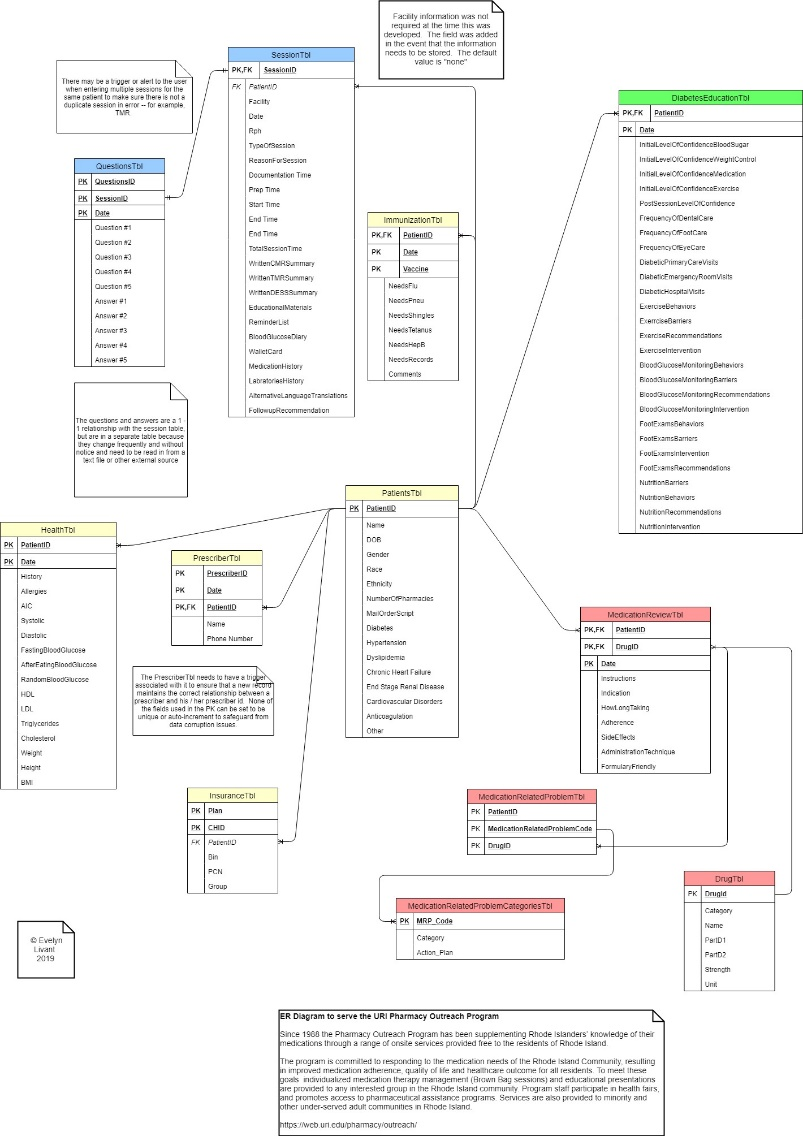 Facility information was not
required at the time this was
developed.  The field was added
in the event that the information
needs to be stored.  The default
value is "none"
There may be a trigger or alert to the user
when entering multiple sessions for the
same patient to make sure there is not a
duplicate session in error -- for example,
TMR
SessionTbl
PK,FK SessionID
FK PatientID
Facility
Date
Rph
TypeOfSession
ReasonForSession
Documentation Time
Prep Time
Start Time
End Time
End Time
TotalSessionTime
WrittenCMRSummary
WrittenTMRSummary
WrittenDESSSummary
EducationalMaterials
ReminderList
BloodGlucoseDiary
WalletCard
MedicationHistory
LabratoriesHistory
AlternativeLanguageTranslations
FollowupRecommendation
QuestionsTbl
PK QuestionsID
PK SessionID
PK Date
Question #1
Question #2
Question #3
Question #4
Question #5
Answer #1
Answer #2
Answer #3
Answer #4
Answer #5
The questions and answers are a 1 -
1 relationship with the session table,
but are in a separate table because
they change frequently and without
notice and need to be read in from a
text file or other external source
ImmunizationTbl
PK,FK PatientID
PK Date
PK Vaccine
NeedsFlu
NeedsPneu
NeedsShingles
NeedsTetanus
NeedsHepB
NeedsRecords
Comments
DiabetesEducationTbl
PK,FK PatientID
PK Date
InitialLevelOfConfidenceBloodSugar
InitialLevelOfConfidenceWeightControl
InitialLevelOfConfidenceMedication
InitialLevelOfConfidenceExercise
PostSessionLevelOfConfidence
FrequencyOfDentalCare
FrequencyOfFootCare
FrequencyOfEyeCare
DiabeticPrimaryCareVisits
DiabeticEmergencyRoomVisits
DiabeticHospitalVisits
ExerciseBehaviors
ExerrciseBarriers
ExerciseRecommendations
ExerciseIntervention
BloodGlucoseMonitoringBehaviors
BloodGlucoseMonitoringBarriers
BloodGlucoseMonitoringRecommendations
BloodGlucoseMonitoringIntervention
FootExamsBehaviors
FootExamsBarriers
FootExamsIntervention
FootExamsRecommendations
NutritionBarriers
NutritionBehaviors
NutritionRecommendations
NutritionIntervention
PatientsTbl
PK PatientID
Name
DOB
Gender
Race
Ethnicity
NumberOfPharmacies
MailOrderScript
Diabetes
Hypertension
Dyslipidemia
Chronic Heart Failure
End Stage Renal Disease
Cardiovascular Disorders
Anticoagulation
Other
HealthTbl
PK PatientID
PK Date
History
Allergies
AIC
Systolic
Diastolic
FastingBloodGlucose
AfterEatingBloodGlucose
RandomBloodGlucose
HDL
LDL
Triglycerides
Cholesterol
Weight
Height
BMI
PrescriberTbl
PK PrescriberID
PK Date
PK,FK PatientID
Name
Phone Number
The PrescriberTbl needs to have a trigger
associated with it to ensure that a new record
maintains the correct relationship between a
prescriber and his / her prescriber id.  None of
the fields used in the PK can be set to be
unique or auto-increment to safeguard from
data corruption issues.
InsuranceTbl
PK Plan
PK CHID
FK PatientID
Bin
PCN
Group
MedicationReviewTbl
PK,FK PatientID
PK,FK DrugID
PK Date
Instructions
Indication
HowLongTaking
Adherence
SideEffects
AdministrationTechnique
FormularyFriendly
MedicationRelatedProblemTbl
PK PatientID
PK MedicationRelatedProblemCode
PK DrugID
MedicationRelatedProblemCategoriesTbl
PK MRP_Code
Category
Action_Plan
DrugTbl
PK DrugId
Category
Name
PartD1
PartD2
Strength
Unit
© Evelyn
Livant
2019
ER Diagram to serve the URI Pharmacy Outreach Program
Since 1988 the Pharmacy Outreach Program has been supplementing Rhode Islanders' knowledge of their
medications through a range of onsite services provided free to the residents of Rhode Island.
The program is committed to responding to the medication needs of the Rhode Island Community, resulting
in improved medication adherence, quality of life and healthcare outcome for all residents. To meet these
goals  individualized medication therapy management (Brown Bag sessions) and educational presentations
are provided to any interested group in the Rhode Island community. Program staff participate in health fairs,
and promotes access to pharmaceutical assistance programs. Services are also provided to minority and
other under-served adult communities in Rhode Island.
https://web.uri.edu/pharmacy/outreach/